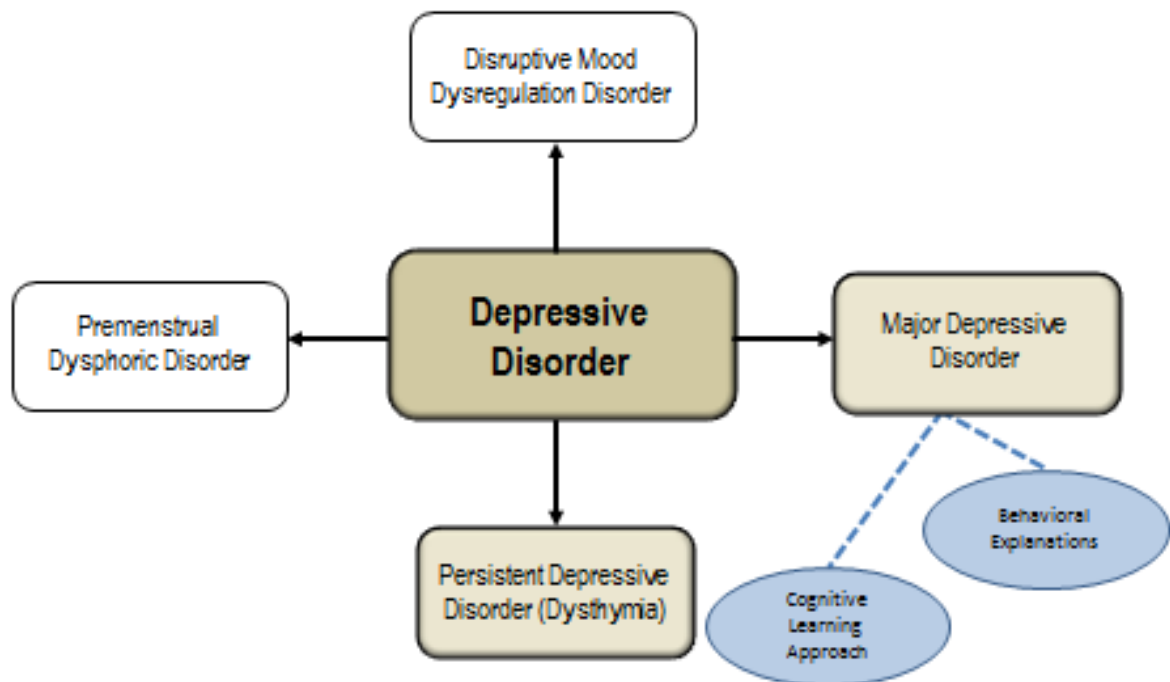 Disruptive Mood
Dysregulation Disorder
Premenstrual
Dysphoric Disorder
Depressive
Disorder
Major Depressive
Disorder
Persistent Depressive
Disorder (Dysthymia)
Behavioral
Explanations
Cognitive
Learning
Approach